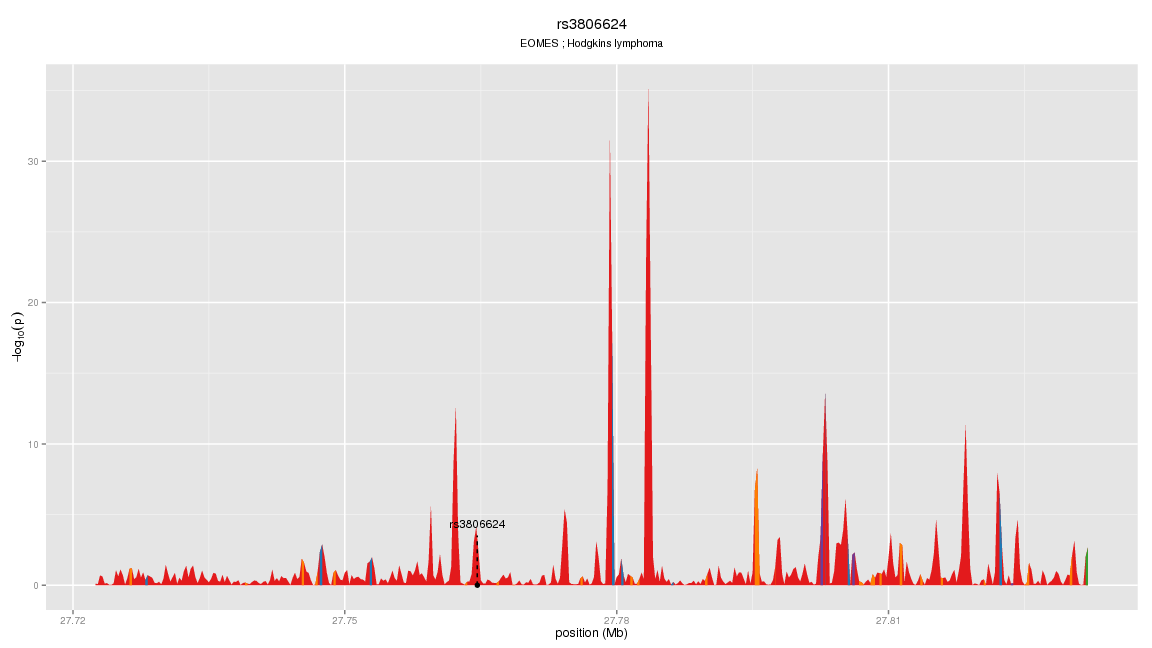 rs3806624
EOMES ; Hodgkins lymphoma
−log10(p)
30
20
10
0
rs3806624
27.72
27.75
27.78
27.81
position (Mb)